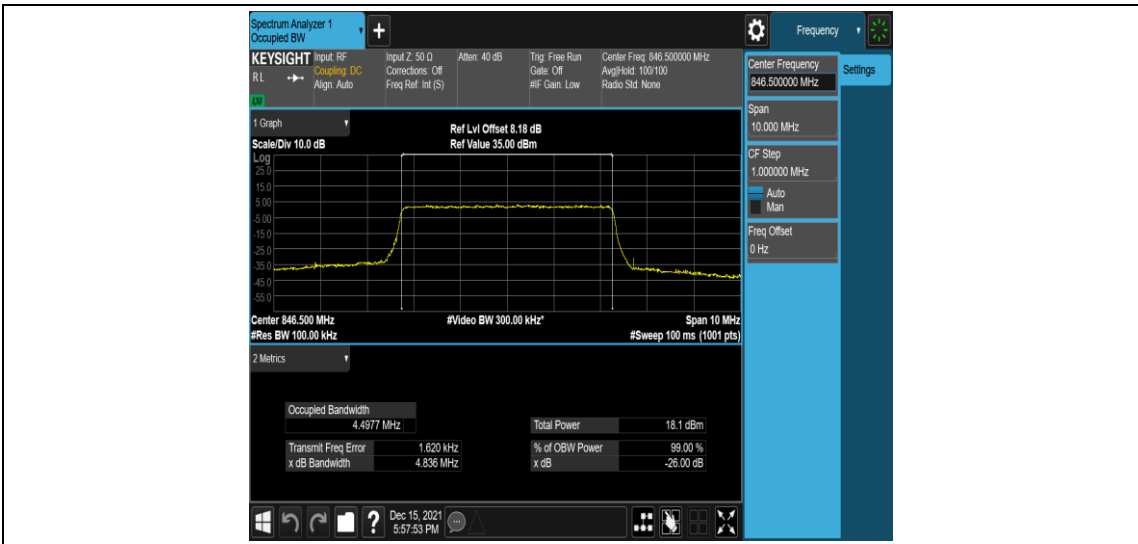 Spectrum Analyzer 1
Occupied BW
+
Frequency
KEYSIGHT
RL
LXI
Input: RF
Coupling: DC
Align: Auto
Input Z: 50 Ω
Corrections: Off
Freq Ref: Int (S)
Atten: 40 dB
Trig: Free Run
Gate: Off
#IF Gain: Low
Center Freq: 846.500000 MHz
Avg|Hold: 100/100
Radio Std: None
Center Frequency
846.500000 MHz
Settings
Span
10.000 MHz
CF Step
1.000000 MHz
Auto
Man
Freq Offset
0 Hz
1 Graph
Scale/Div 10.0 dB
Ref Lvl Offset 8.18 dB
Ref Value 35.00 dBm
Log
25.0
15.0
5.00
-5.00
-15.0
-25.0
-35.0
-45.0
-55.0
Center 846.500 MHz
#Video BW 300.00 kHz*
Span 10 MHz
#Res BW 100.00 kHz
#Sweep 100 ms (1001 pts)
2 Metrics
Occupied Bandwidth
4.4977 MHz
Total Power 18.1 dBm
Transmit Freq Error 1.620 kHz
% of OBW Power 99.00 %
x dB Bandwidth 4.836 MHz
x dB -26.00 dB
?
Dec 15, 2021
5:57:53 PM